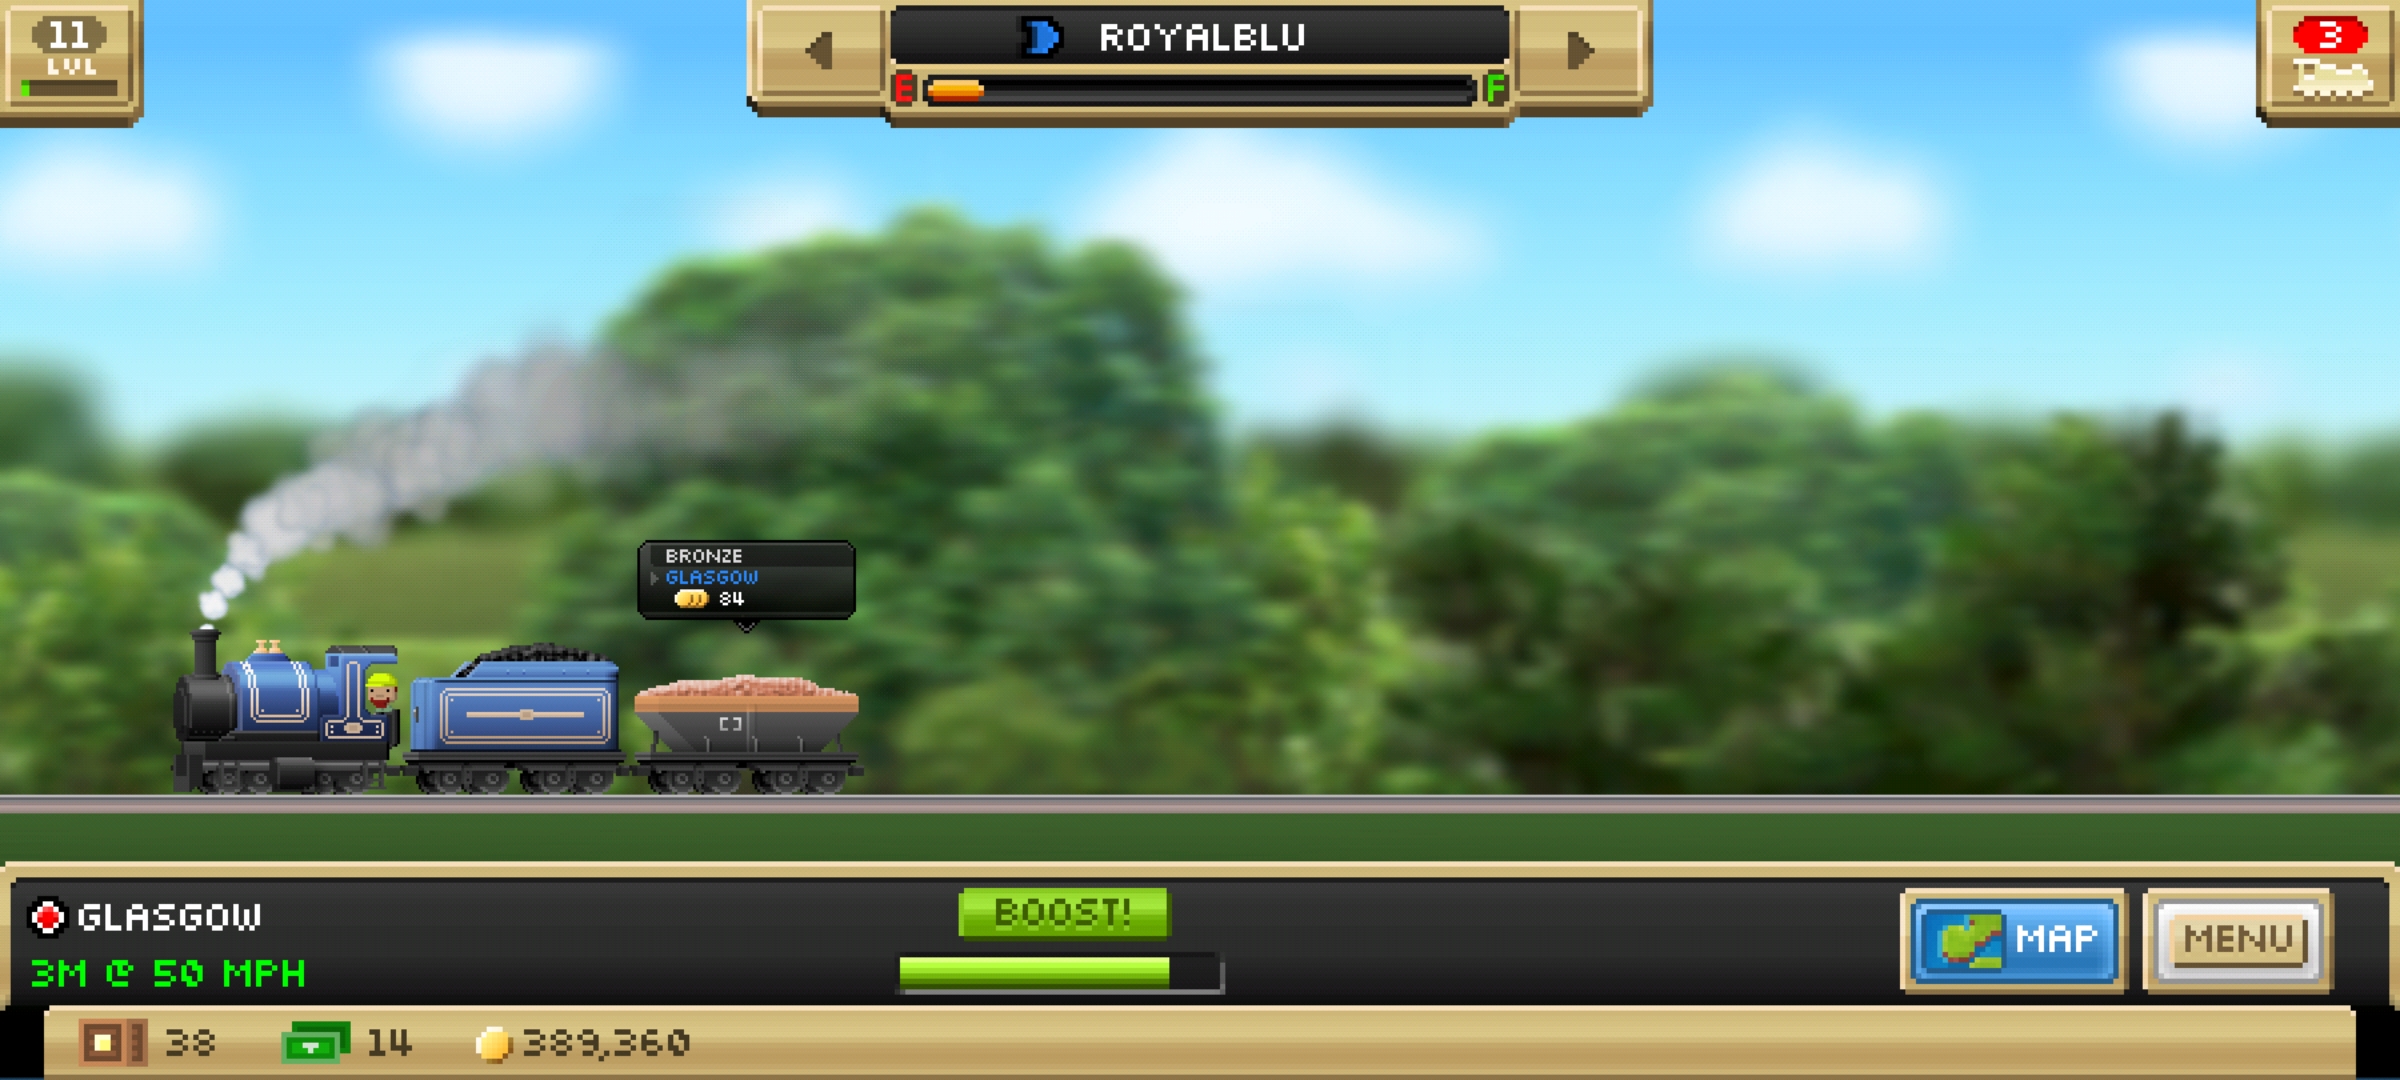 11
LVL
ROYALBLU
E F
3
BRONZE
GLASGOW
84
GLASGOW
3M @ 50 MPH
BOOST!
MAP
MENU
38
14
389,360